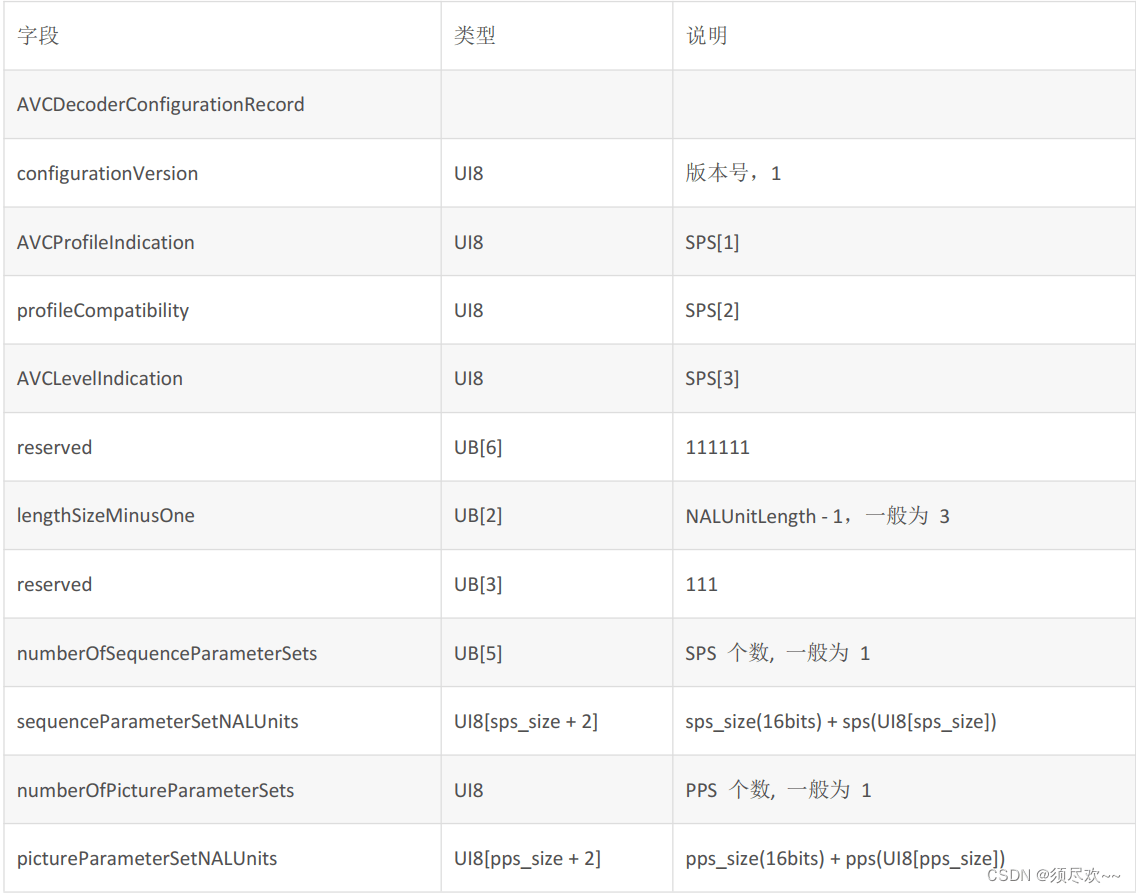 字段 类型 说明
AVCDecoderConfigurationRecord
configurationVersion UI8 版本号，1
AVCProfileIndication UI8 SPS[1]
profileCompatibility UI8 SPS[2]
AVCLevelIndication UI8 SPS[3]
reserved UB[6] 111111
lengthSizeMinusOne UB[2] NALUnitLength - 1，一般为 3
reserved UB[3] 111
numberOfSequenceParameterSets UB[5] SPS 个数, 一般为 1
sequenceParameterSetNALUnits UI8[sps_size + 2] sps_size(16bits) + sps(UI8[sps_size])
numberOfPictureParameterSets UI8 PPS 个数, 一般为 1
pictureParameterSetNALUnits UI8[pps_size + 2] pps_size(16bits) + pps(UI8[pps_size])
CSDN @须尽欢~~